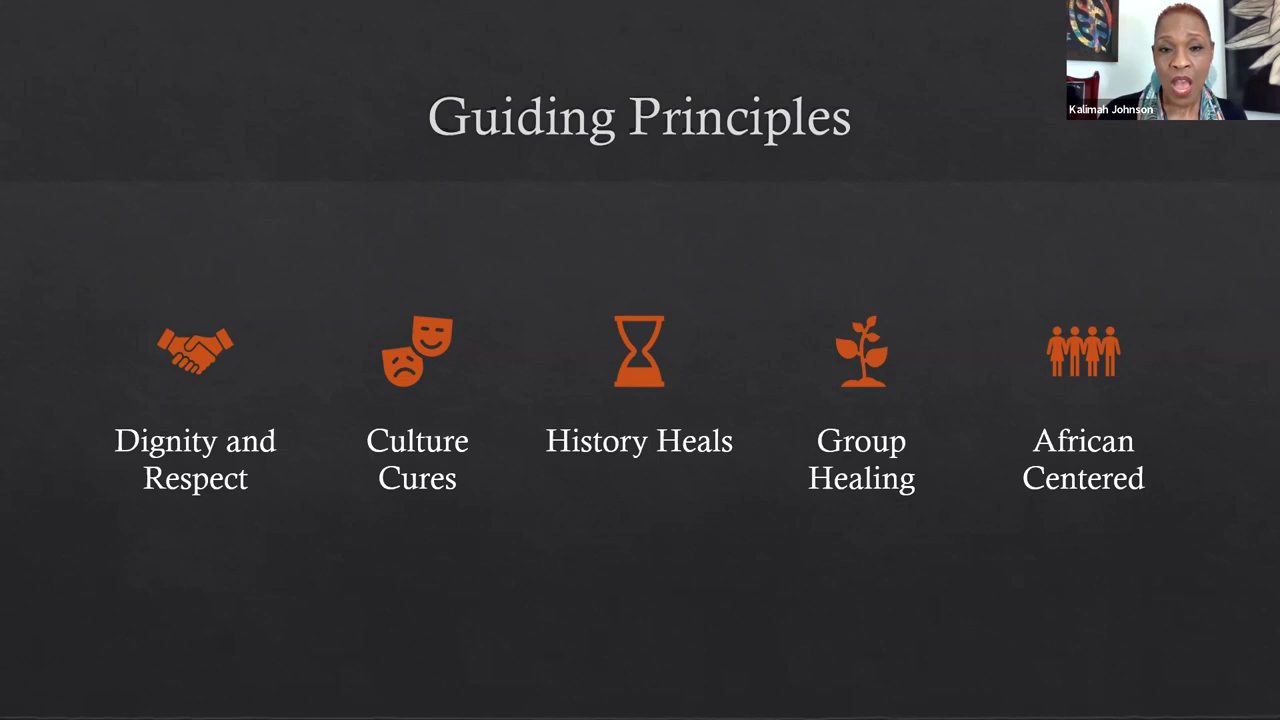 Guiding Principles
Kalimah Johnson
Dignity and
Respect
Culture
Cures
History Heals
Group
Healing
African
Centered